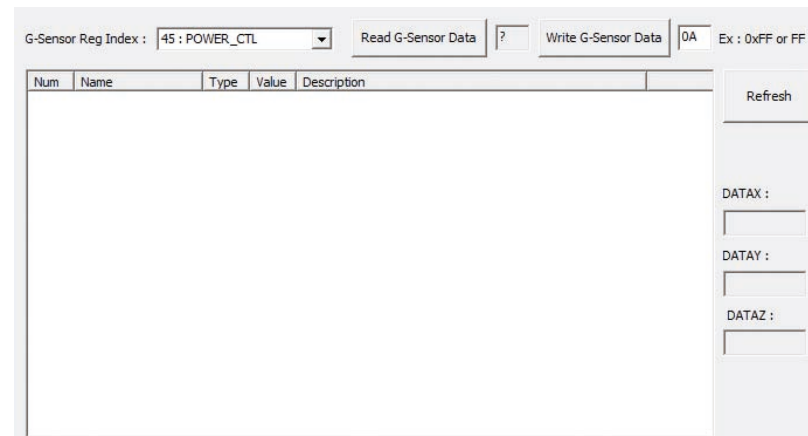 G-Sensor Reg Index : 45 : POWER_CTL Read G-Sensor Data ? Write G-Sensor Data 0A Ex : 0xFF or FF
Num Name Type Value Description
Refresh
DATAX :
DATAY :
DATAZ :